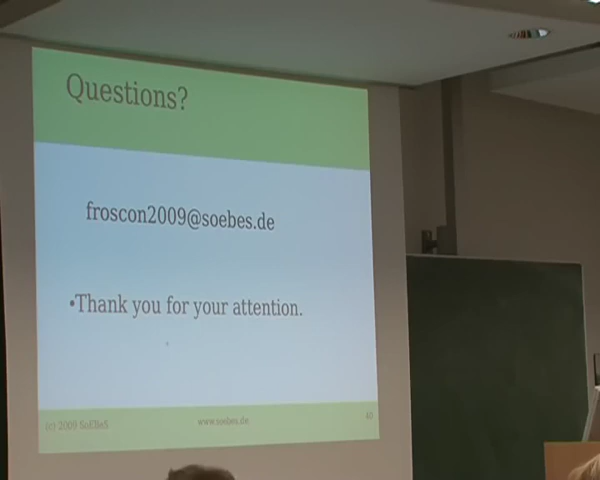 Questions?
froscon2009@soebes.de
•Thank you for your attention.
(c) 2009 SoEBeS www.soebes.de